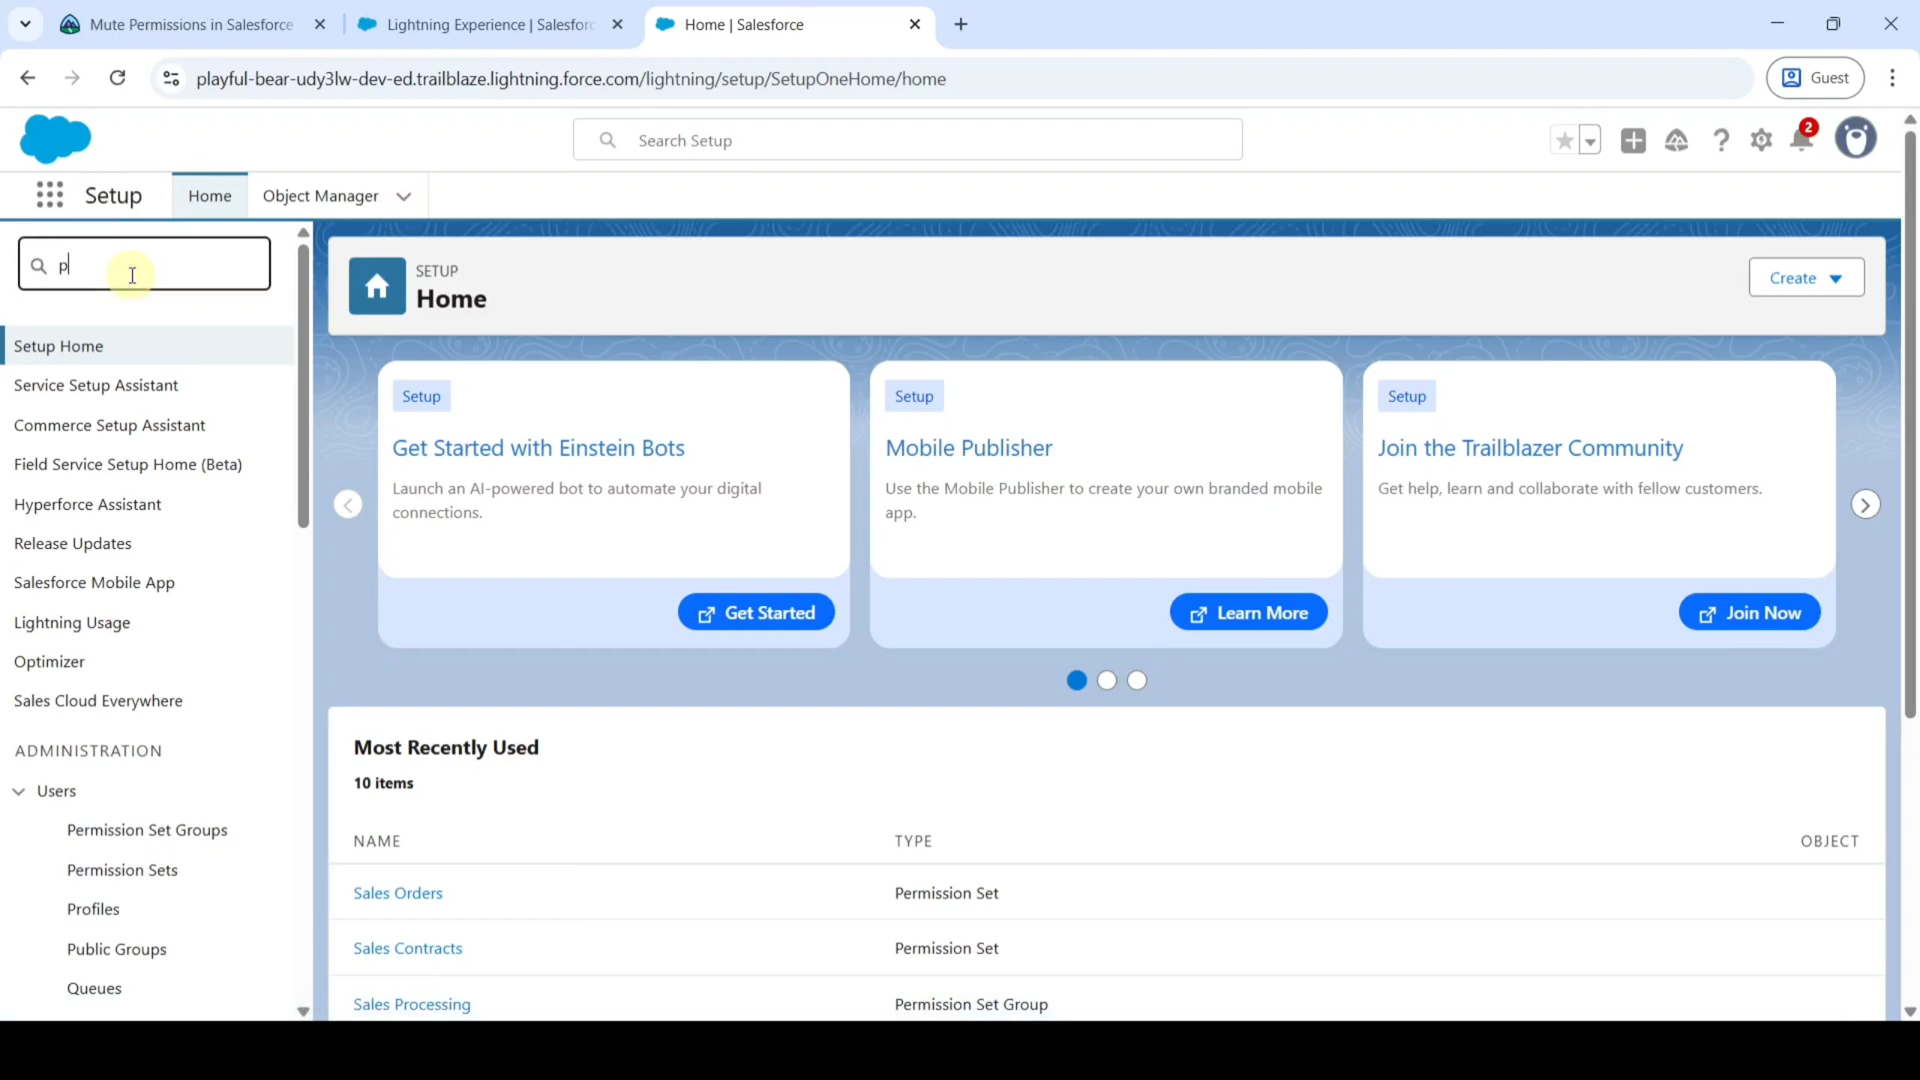 Mute Permissions in Salesforce
Lightning Experience | Salesforc
Home | Salesforce
playful-bear-udy3lw-dev-ed.trailblaze.lightning.force.com/lightning/setup/SetupOneHome/home
Guest
Search Setup
2
Setup
Home
Object Manager
p
SETUP
Home
Create
Setup Home
Service Setup Assistant
Commerce Setup Assistant
Field Service Setup Home (Beta)
Hyperforce Assistant
Release Updates
Salesforce Mobile App
Lightning Usage
Optimizer
Sales Cloud Everywhere
ADMINISTRATION
Users
Permission Set Groups
Permission Sets
Profiles
Public Groups
Queues
Setup
Get Started with Einstein Bots
Launch an AI-powered bot to automate your digital
connections.
Get Started
Setup
Mobile Publisher
Use the Mobile Publisher to create your own branded mobile
app.
Learn More
Setup
Join the Trailblazer Community
Get help, learn and collaborate with fellow customers.
Join Now
Most Recently Used
10 items
NAME TYPE OBJECT
Sales Orders Permission Set
Sales Contracts Permission Set
Sales Processing Permission Set Group